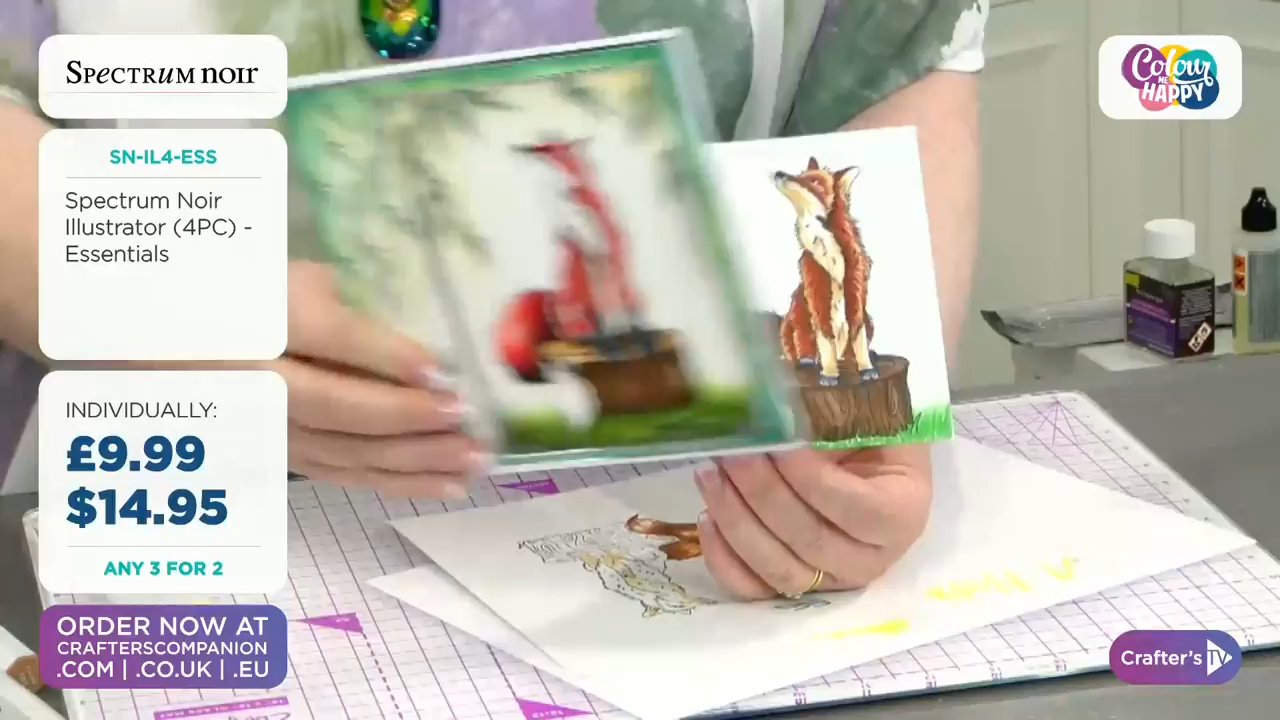 SPECTRUM NOIR
SN-IL4-ESS
Spectrum Noir
Illustrator (4PC) -
Essentials
INDIVIDUALLY:
£9.99
$14.95
ANY 3 FOR 2
ORDER NOW AT
CRAFTERSCOMPANION
.COM | .CO.UK | .EU
Colour
ME
HAPPY
Crafter's TV